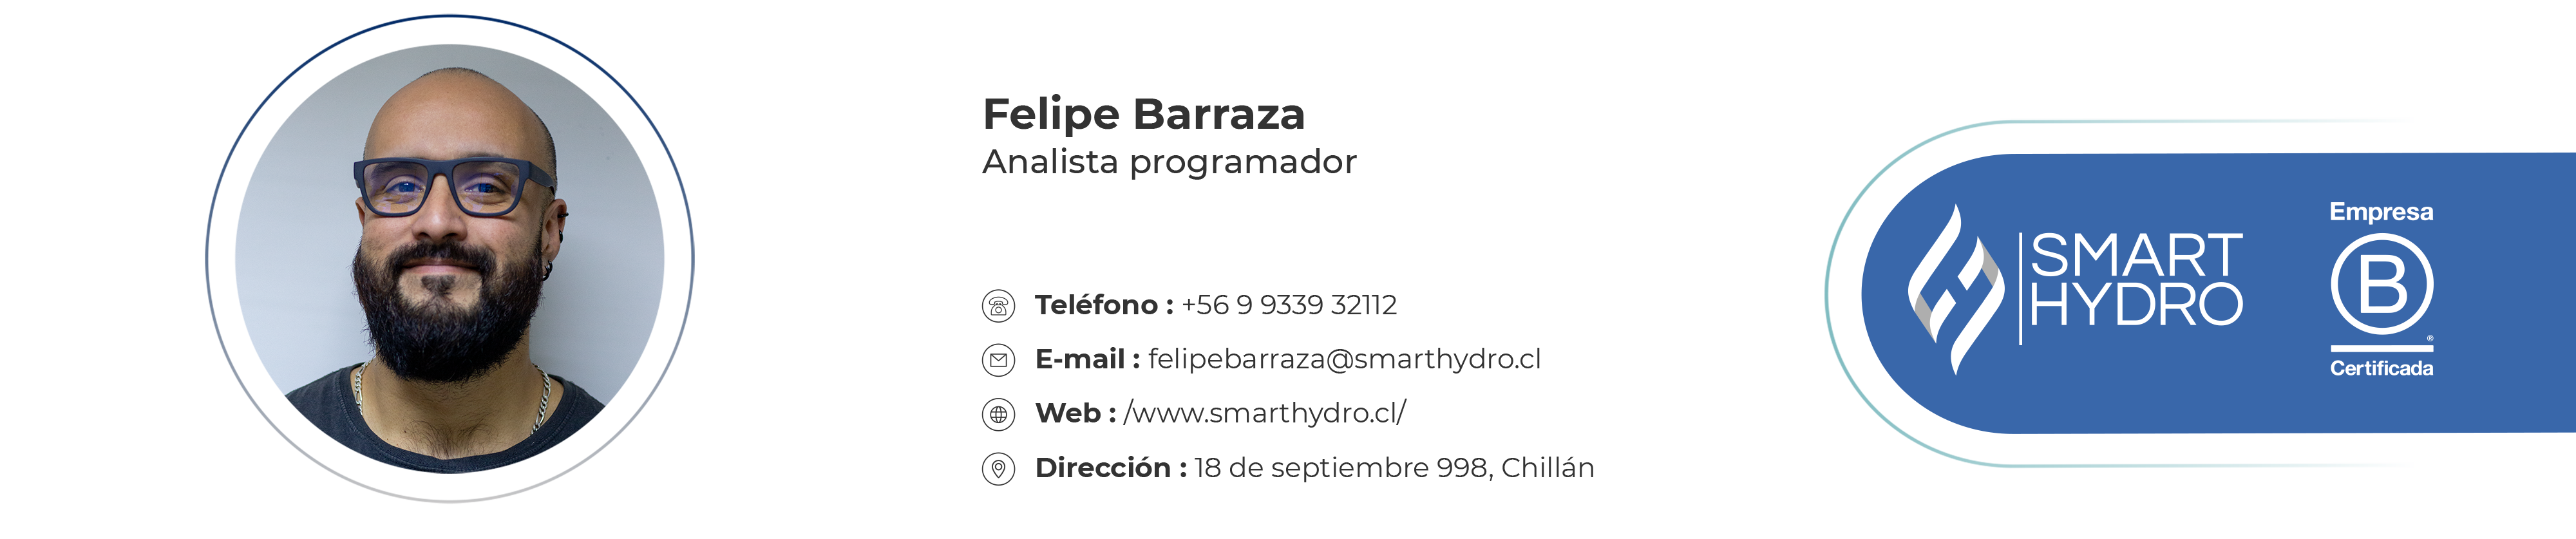 Felipe Barraza
Analista programador
Teléfono : +56 9 9339 32112
E-mail : felipebarraza@smarthydro.cl
Web : /www.smarthydro.cl/
Dirección : 18 de septiembre 998, Chillán
SMART
HYDRO
Empresa
B
®
Certificada